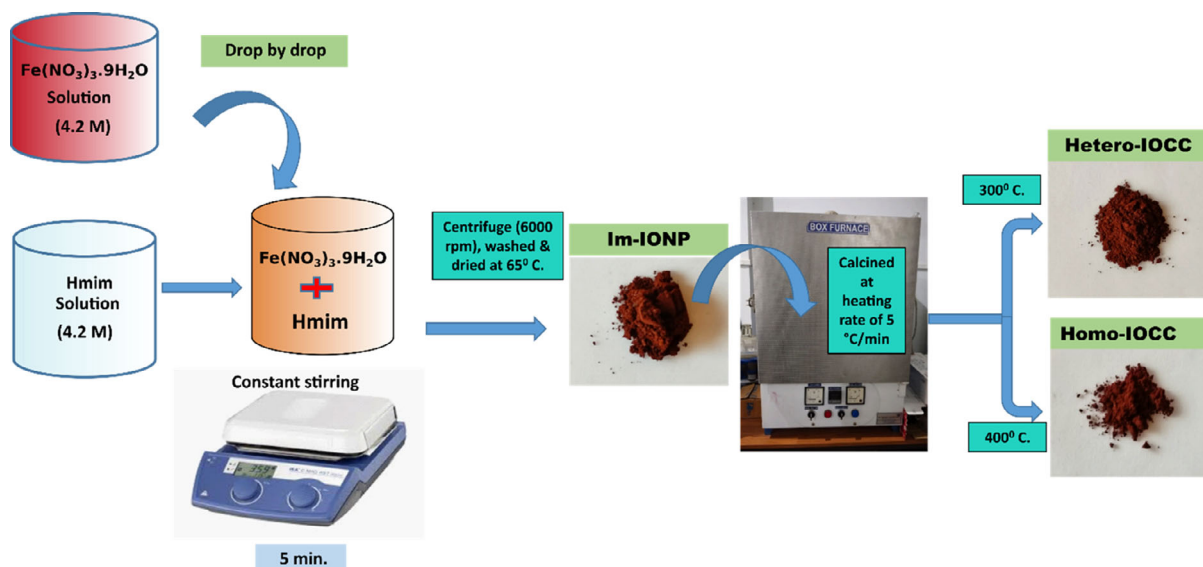 Fe(NO₃)₃.9H₂O
Solution
(4.2 M)
Drop by drop
Hmim
Solution
(4.2 M)
Fe(NO₃)₃.9H₂O
Hmim
Constant stirring
5 min.
Centrifuge (6000
rpm), washed &
dried at 65⁰ C.
Im-IONP
BOX FURNACE
Calcined
at
heating
rate of 5
°C/min
300⁰ C.
400⁰ C.
Hetero-IOCC
Homo-IOCC